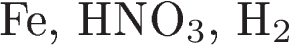 Fe, HNO₃, H₂